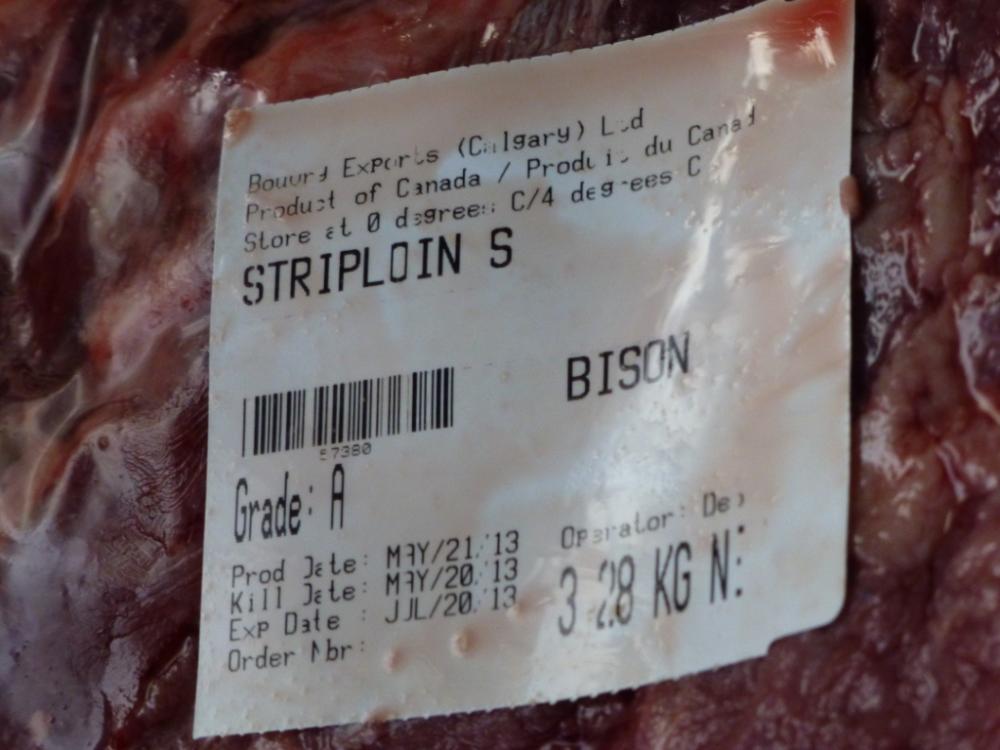 Bouvry Exports (Calgary) Ltd
Product of Canada / Produit du Canad
Store at 0 degrees C/4 degrees C
STRIPLOIN S
BISON
57380
Grade: A
Prod Date: MAY/21/13
Operator:
Kill Date: MAY/20/13
Exp Date : JUL/20/13
3.28 KG N:
Order Nbr: